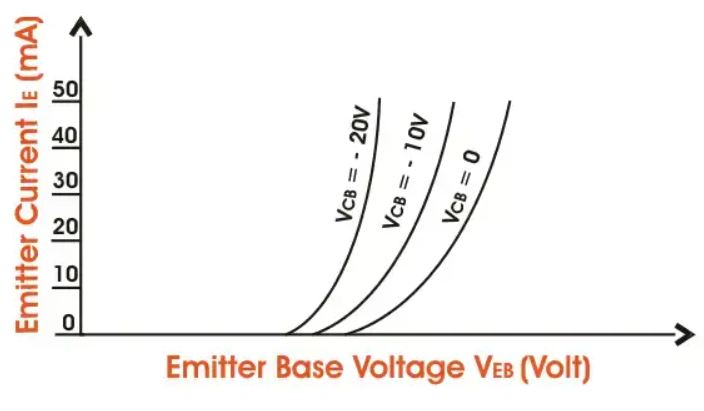 Emitter Current IE (mA)
50
40
30
20
10
0
VCB = - 20V
VCB = - 10V
VCB = 0
Emitter Base Voltage VEB (Volt)